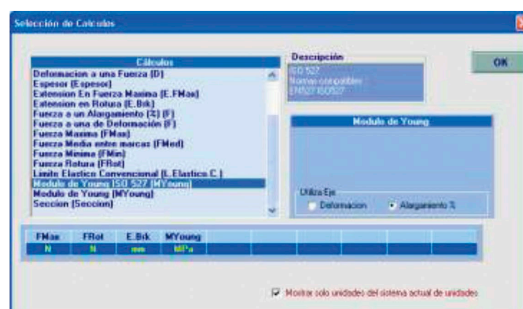 Selección de Calculos
Cálculos
Deformacion a una Fuerza (D)
Espesor (Espesor)
Extension En Fuerza Maxima (E.FMax)
Extension en Rotura (E.Brk)
Fuerza a un Alargamiento (%) (F)
Fuerza a una de Deformación (F)
Fuerza Maxima (FMax)
Fuerza Media entre marcas (FMed)
Fuerza Minima (FMin)
Fuerza Rotura (FRot)
Limite Elastico Convencional (L.Elastico.C.)
Modulo de Young ISO 527 (MYoung)
Modulo de Young (MYoung)
Seccion (Seccion)
Descripción
ISO 527
Normas compatibles
EN527 ISO527
OK
Modulo de Young
Utiliza Eje
Deformacion
Alargamiento %
FMax FRot E.Brk MYoung
N N mm MPa
Mostrar solo unidades del sistema actual de unidades